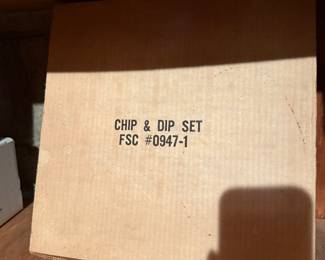 CHIP & DIP SET
FSC #0947-1